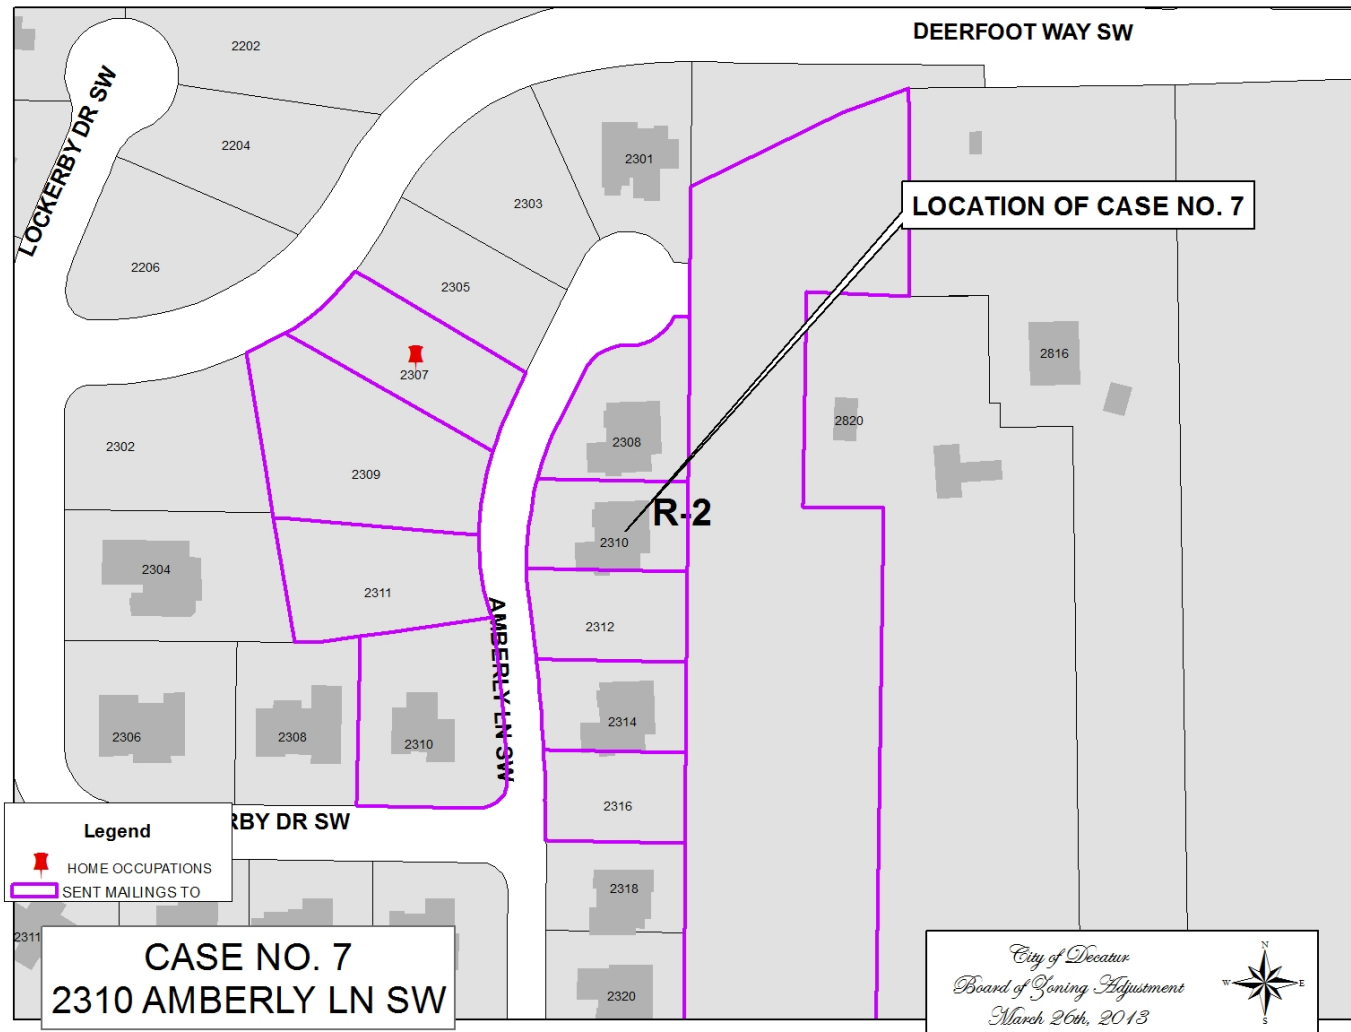 DEERFOOT WAY SW
2202
LOCKERBY DR SW
2204
2301
2303
LOCATION OF CASE NO. 7
2206
2305
2816
2307
2820
2308
2302
2309
R-2
2310
2304
2311
2312
AMBERLY LN SW
2314
2306
2308
2310
2316
RBY DR SW
Legend
HOME OCCUPATIONS
SENT MAILINGS TO
2318
2311
CASE NO. 7
2310 AMBERLY LN SW
2320
City of Decatur
Board of Zoning Adjustment
March 26th, 2013
N
W
E
S